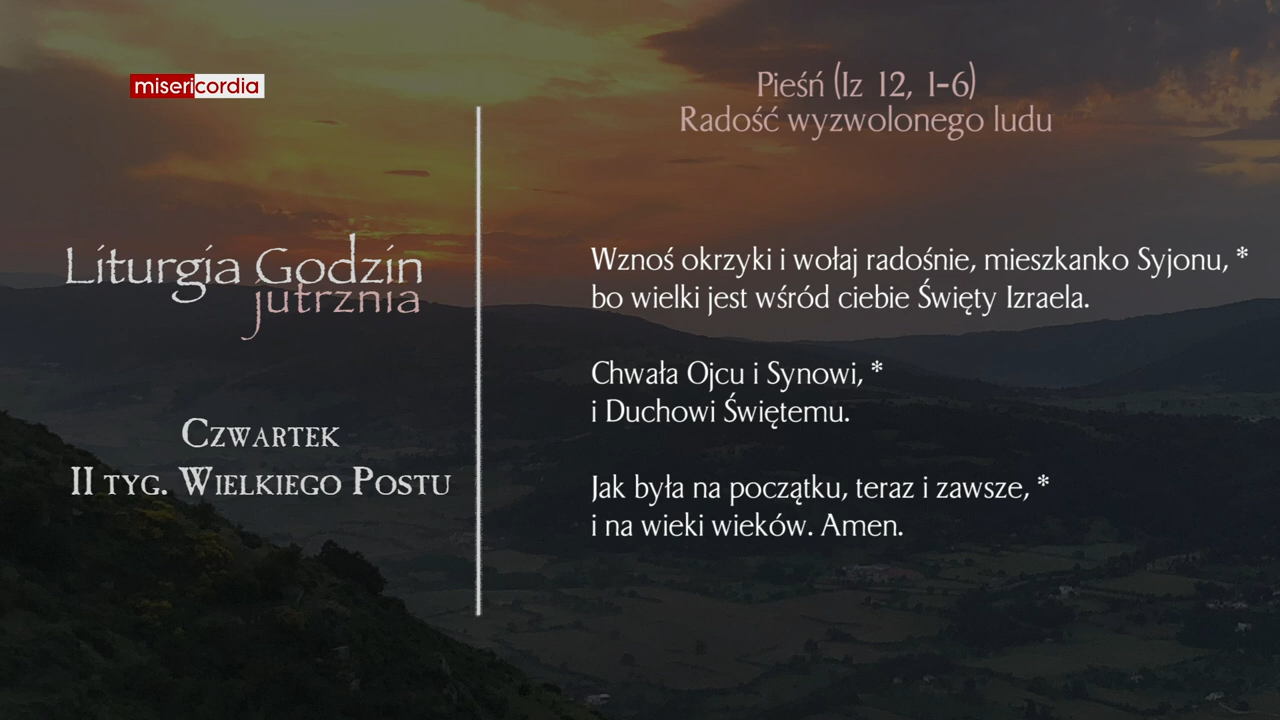 misericordia
Liturgia Godzin
jutrznia
Czwartek
II tyg. Wielkiego Postu
Pieśń (Iz 12, 1-6)
Radość wyzwolonego ludu
Wznoś okrzyki i wołaj radośnie, mieszkanko Syjonu, *
bo wielki jest wśród ciebie Święty Izraela.
Chwała Ojcu i Synowi, *
i Duchowi Świętemu.
Jak była na początku, teraz i zawsze, *
i na wieki wieków. Amen.